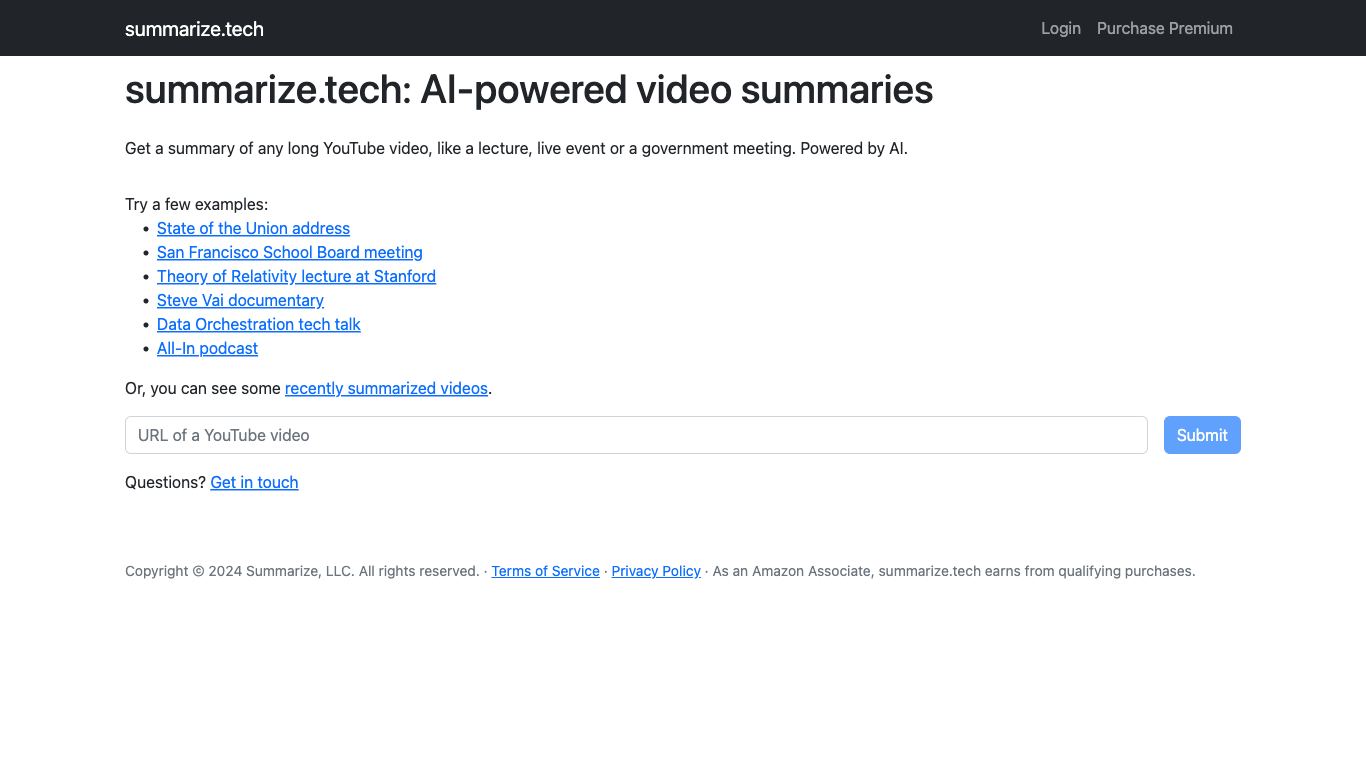 summarize.tech Login Purchase Premium
summarize.tech: AI-powered video summaries
Get a summary of any long YouTube video, like a lecture, live event or a government meeting. Powered by AI.
Try a few examples:
• State of the Union address
• San Francisco School Board meeting
• Theory of Relativity lecture at Stanford
• Steve Vai documentary
• Data Orchestration tech talk
• All-In podcast
Or, you can see some recently summarized videos.
URL of a YouTube video Submit
Questions? Get in touch
Copyright © 2024 Summarize, LLC. All rights reserved. · Terms of Service · Privacy Policy · As an Amazon Associate, summarize.tech earns from qualifying purchases.